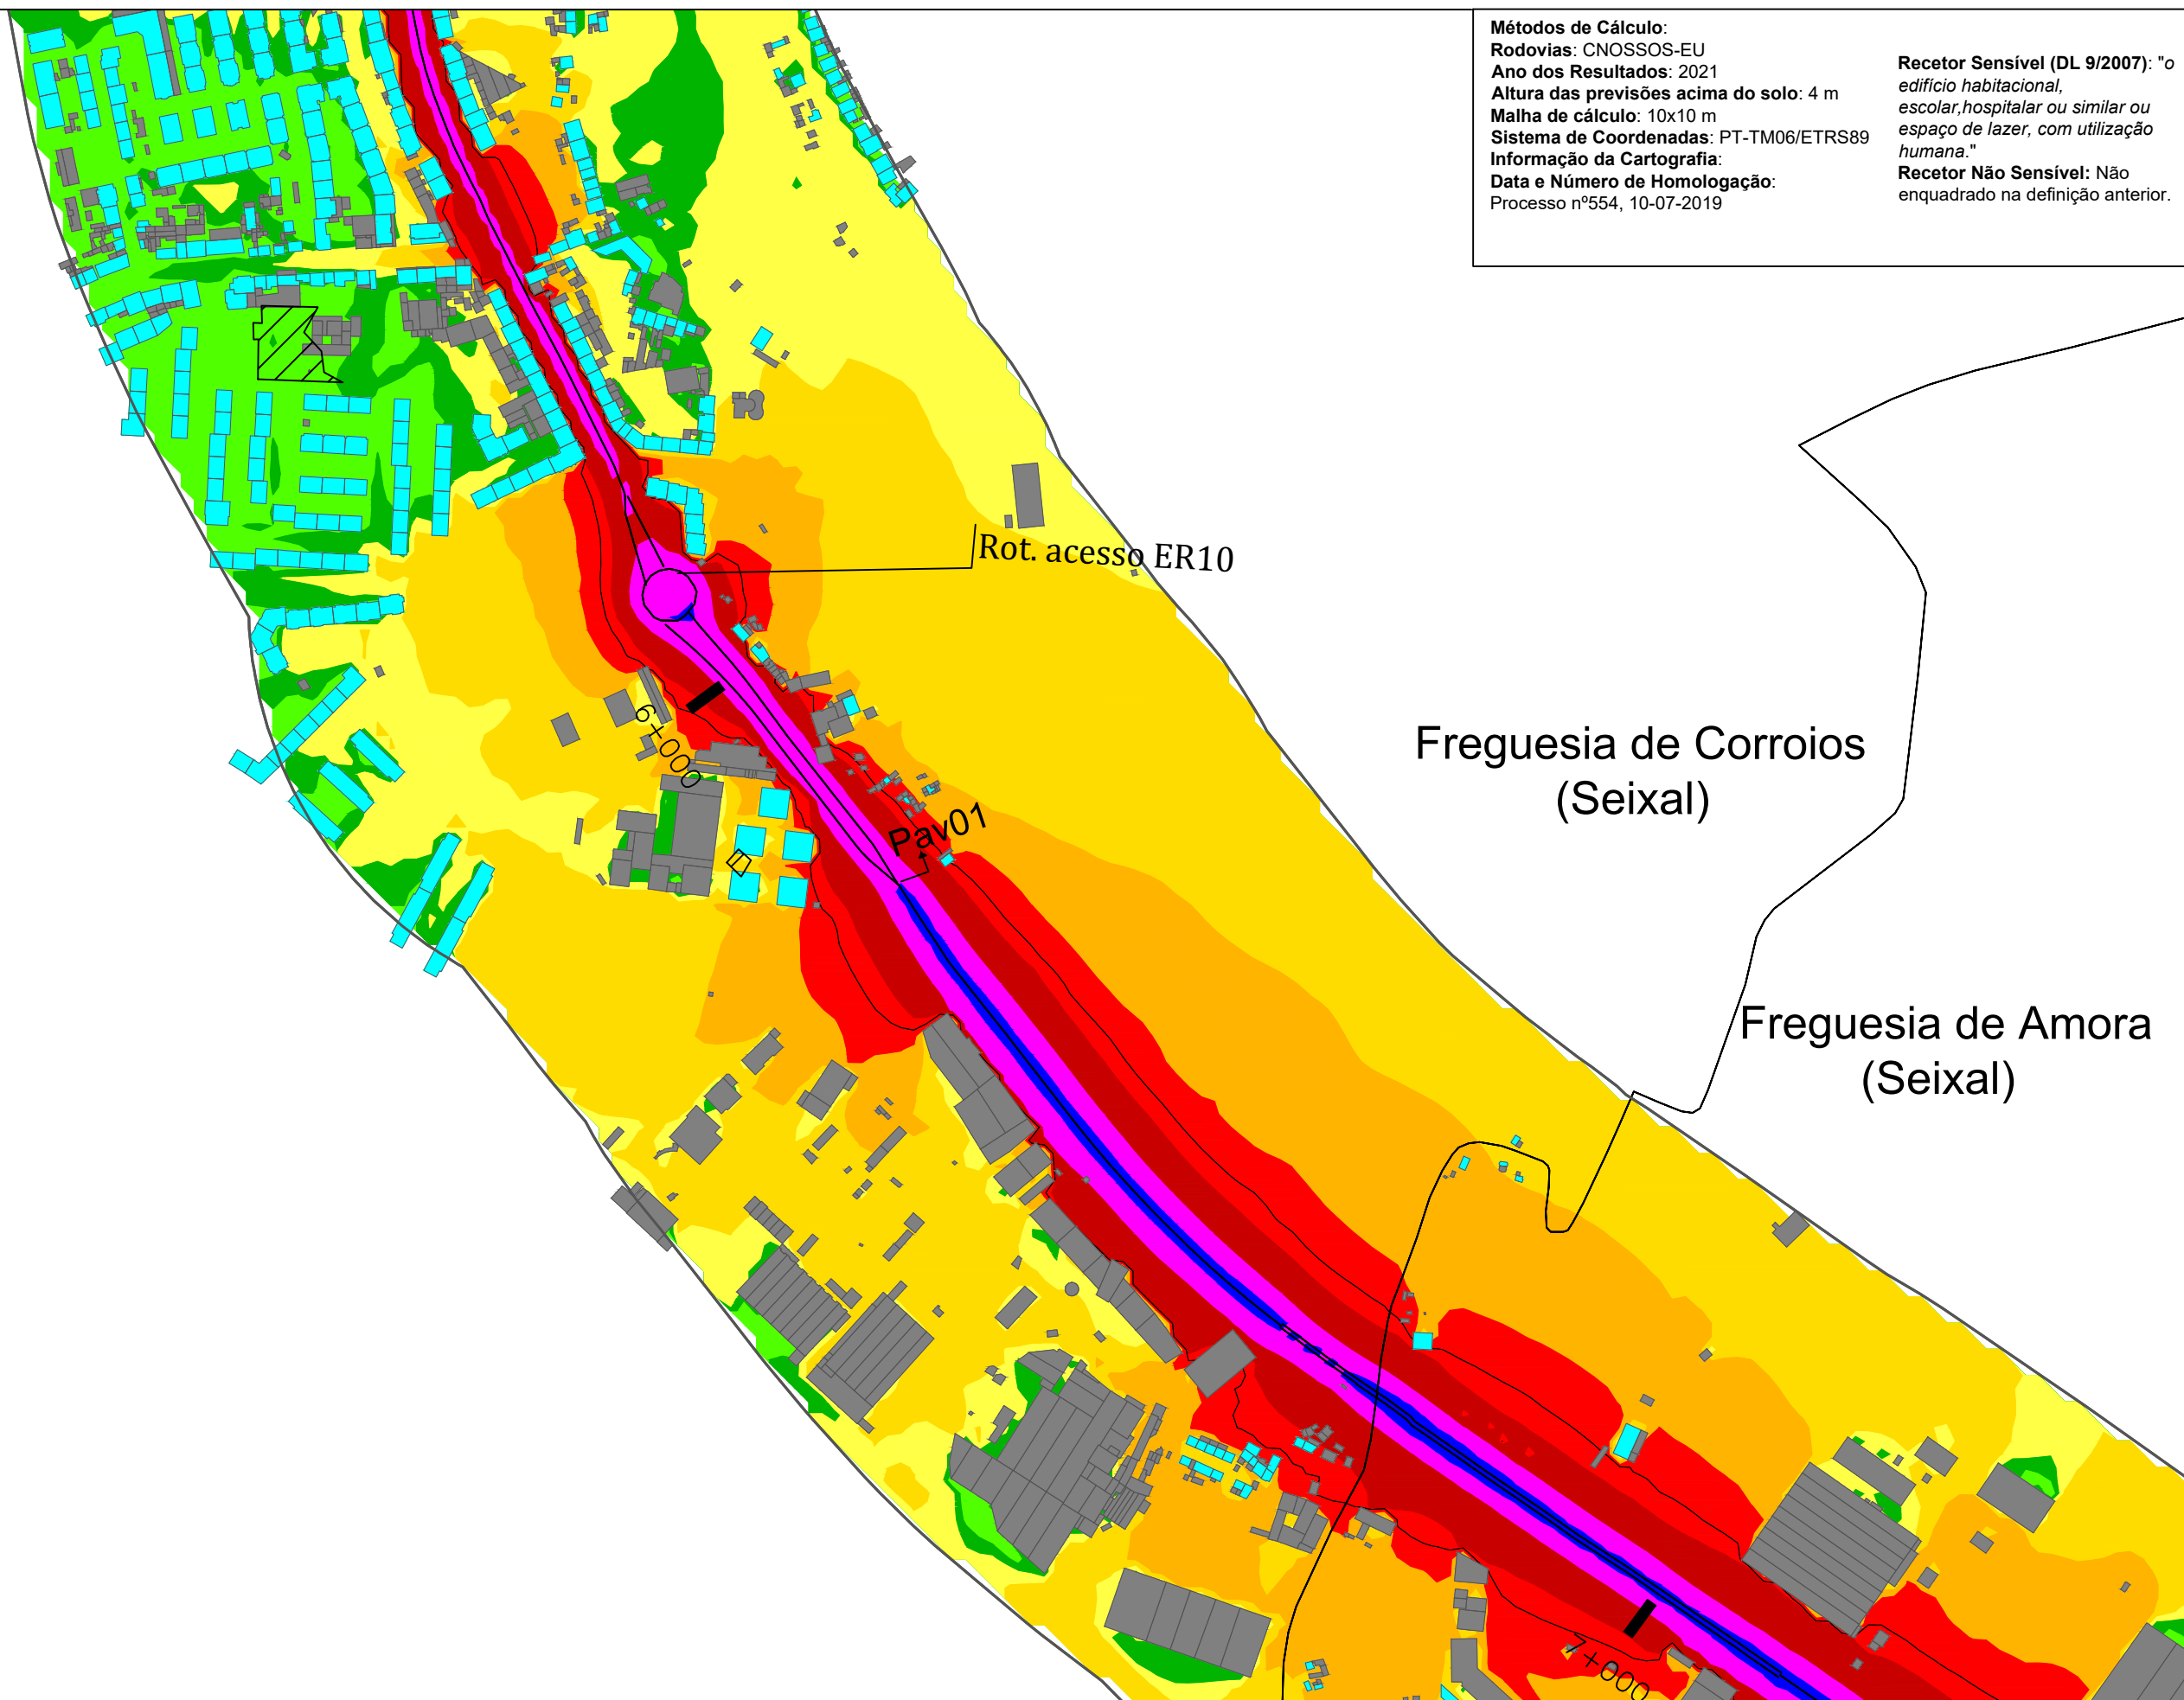 Métodos de Cálculo:
Rodovias: CNOSSOS-EU
Ano dos Resultados: 2021
Altura das previsões acima do solo: 4 m
Malha de cálculo: 10x10 m
Sistema de Coordenadas: PT-TM06/ETRS89
Informação da Cartografia:
Data e Número de Homologação:
Processo nº554, 10-07-2019
Recetor Sensível (DL 9/2007): "o
edifício habitacional,
escolar,hospitalar ou similar ou
espaço de lazer, com utilização
humana."
Recetor Não Sensível: Não
enquadrado na definição anterior.
Rot. acesso ER10
6+000
Pav01
Freguesia de Corroios
(Seixal)
Freguesia de Amora
(Seixal)
7+000